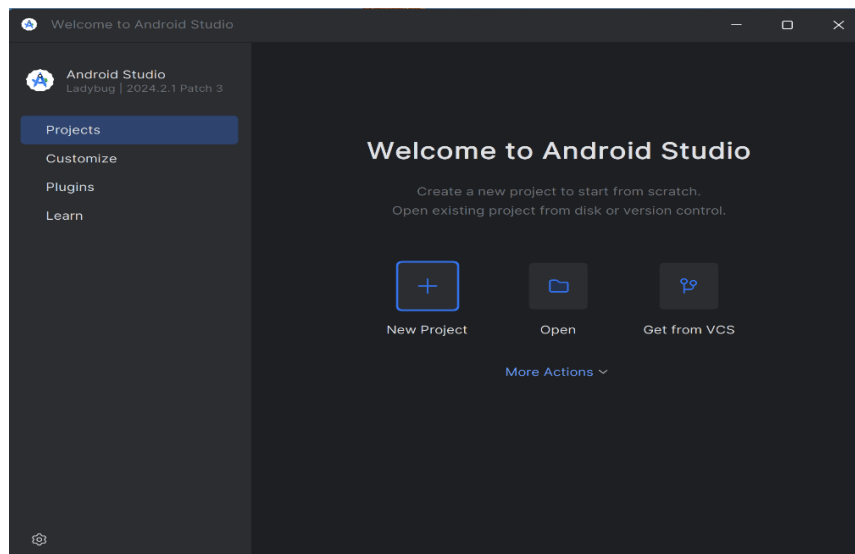 Welcome to Android Studio
Android Studio
Ladybug | 2024.2.1 Patch 3
Projects
Customize
Plugins
Learn
Welcome to Android Studio
Create a new project to start from scratch.
Open existing project from disk or version control.
New Project
Open
Get from VCS
More Actions